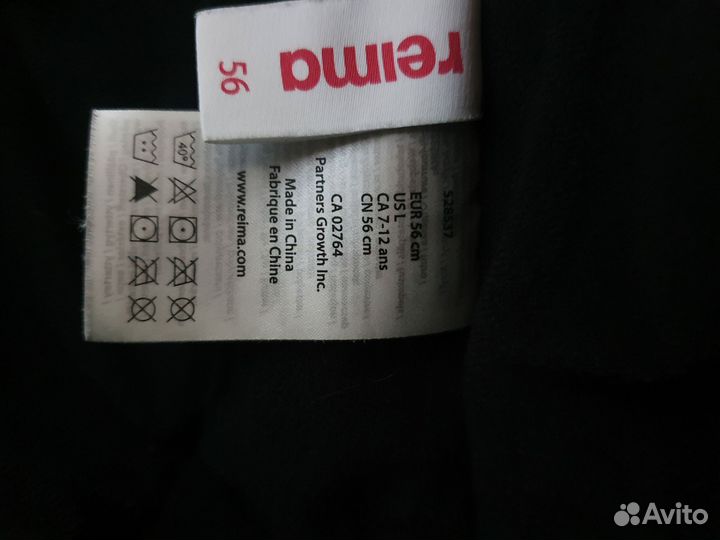 reima
56
528537
EUR 56 cm
US L
CA 7-12 ans
CN 56 cm
CA 02764
Partners Growth Inc.
Made in China
Fabrique en Chine
www.reima.com
40°
Avito